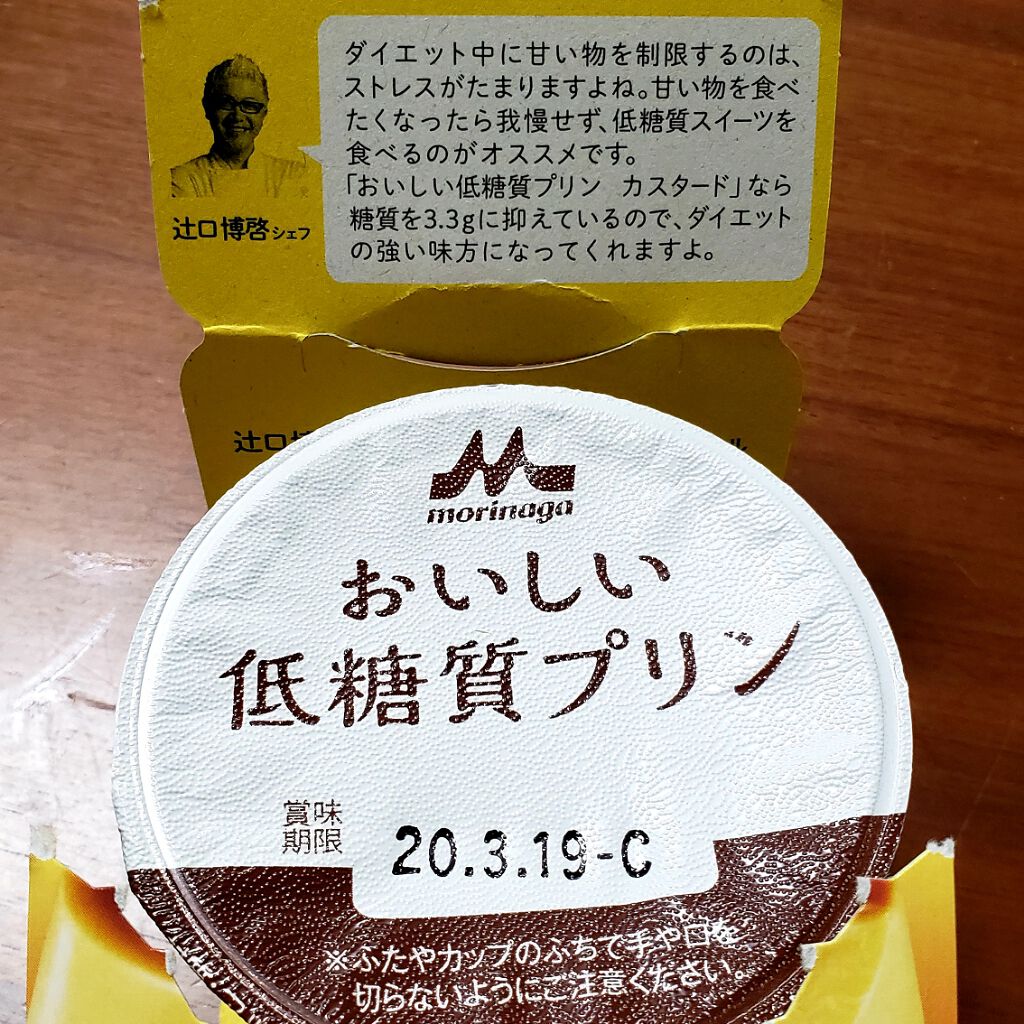 ダイエット中に甘い物を制限するのは、
ストレスがたまりますよね。甘い物を食べ
たくなったら我慢せず、低糖質スイーツを
食べるのがオススメです。
「おいしい低糖質プリン カスタード」なら
糖質を3.3gに抑えているので、ダイエット
の強い味方になってくれますよ。
辻口博啓シェフ
辻口
morinaga
おいしい
低糖質プリン
賞味
期限
20.3.19-C
※ふたやカップのふちで手や口を
切らないようにご注意ください。